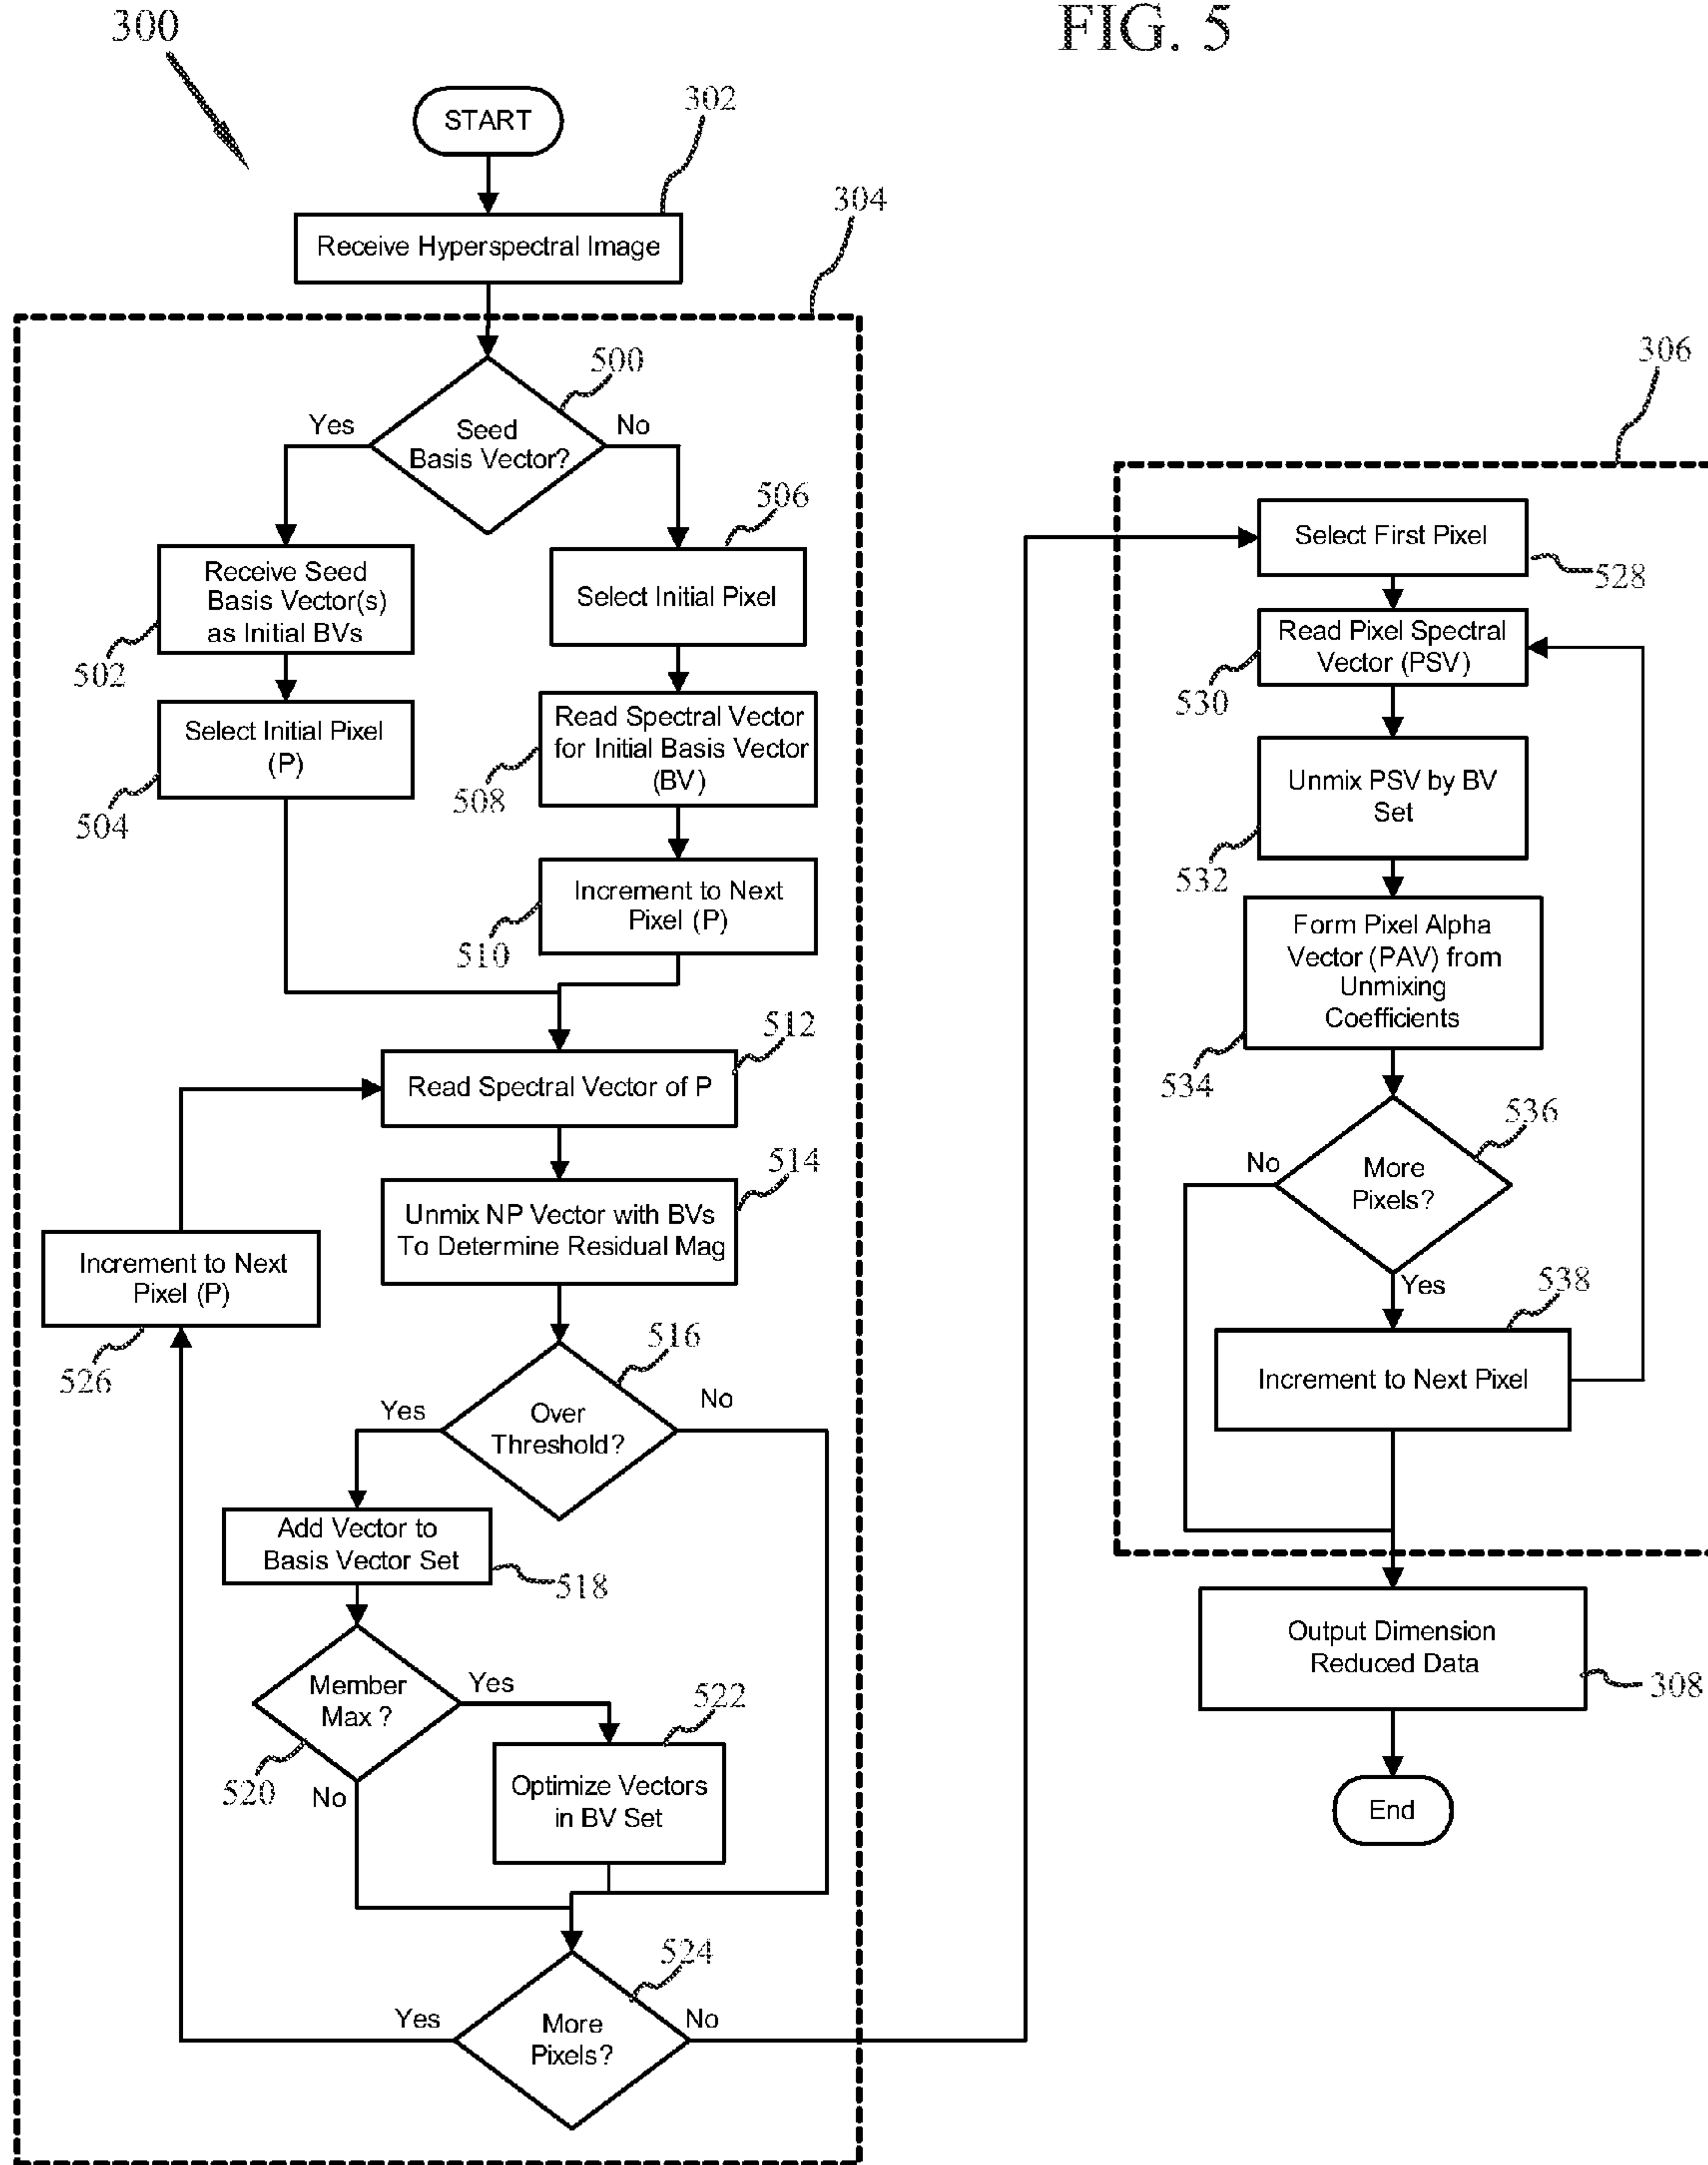 300
FIG. 5
START
302
Receive Hyperspectral Image
304
500
Yes
Seed
Basis Vector?
No
502
Receive Seed
Basis Vector(s)
as Initial BVs
504
Select Initial Pixel
(P)
506
Select Initial Pixel
508
Read Spectral Vector
for Initial Basis Vector
(BV)
510
Increment to Next
Pixel (P)
512
Read Spectral Vector of P
514
Unmix NP Vector with BVs
To Determine Residual Mag
Increment to Next
Pixel (P)
526
516
Yes
Over
Threshold?
No
Add Vector to
Basis Vector Set
518
Member
Max ?
Yes
520
No
522
Optimize Vectors
in BV Set
524
Yes
More
Pixels?
No
306
Select First Pixel
528
Read Pixel Spectral
Vector (PSV)
530
Unmix PSV by BV
Set
532
Form Pixel Alpha
Vector (PAV) from
Unmixing
Coefficients
534
536
No
More
Pixels?
Yes
538
Increment to Next Pixel
Output Dimension
Reduced Data
308
End